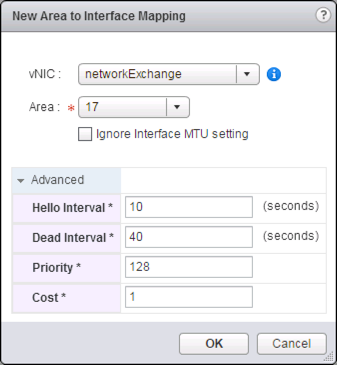 New Area to Interface Mapping ?
vNIC : networkExchange
Area : * 17
Ignore Interface MTU setting
Advanced
Hello Interval * 10 (seconds)
Dead Interval * 40 (seconds)
Priority * 128
Cost * 1
OK Cancel